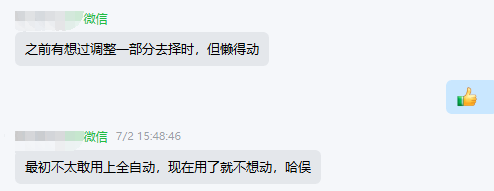 微信
之前有想过调整一部分去择时，但懒得动
微信 7/2 15:48:46
最初不太敢用上全自动，现在用了就不想动，哈俣